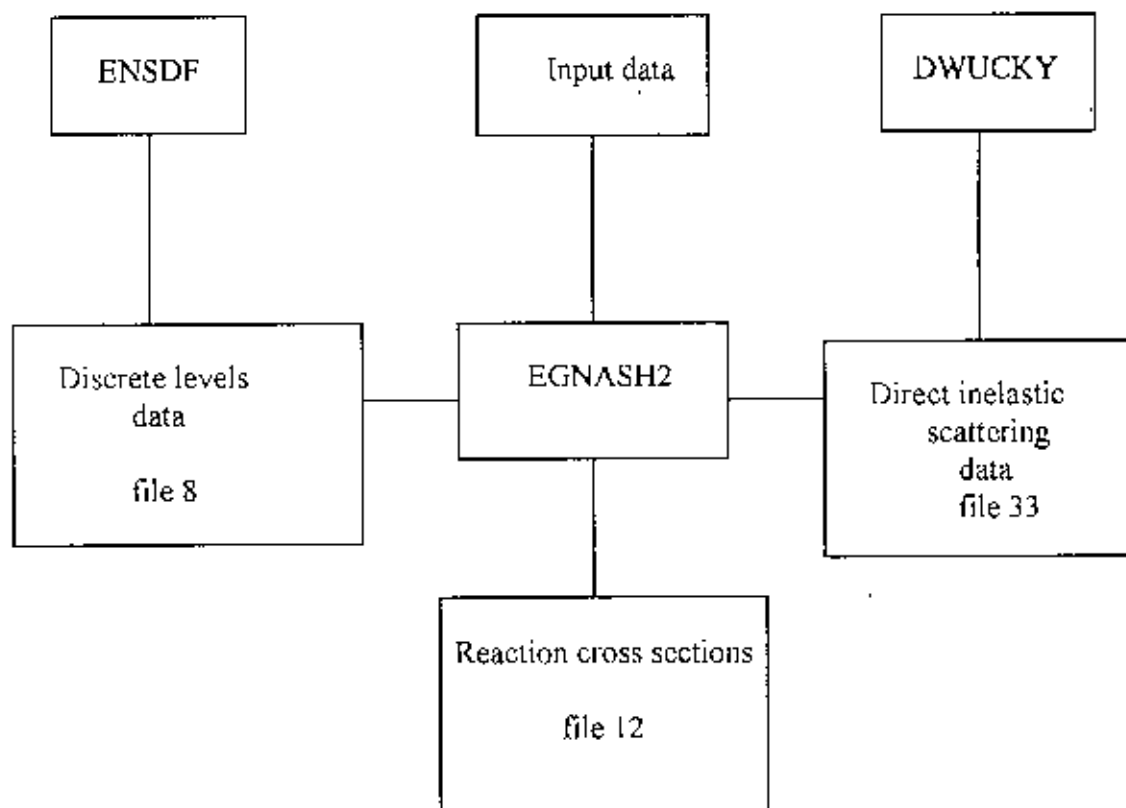 ENSDF
Input data
DWUCKY
Discrete levels
data
file 8
EGNASH2
Direct inelastic
scattering
data
file 33
Reaction cross sections
file 12